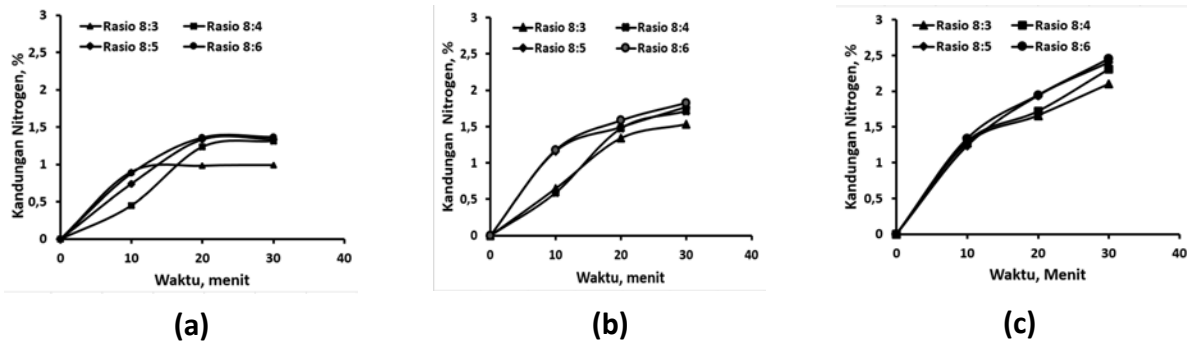 Kandungan Nitrogen, %
3
2,5
2
1,5
1
0,5
0
Rasio 8:3 Rasio 8:4
Rasio 8:5 Rasio 8:6
0 10 20 30 40
Waktu, menit
(a)
Kandungan Nitrogen, %
3
2,5
2
1,5
1
0,5
0
Rasio 8:3 Rasio 8:4
Rasio 8:5 Rasio 8:6
0 10 20 30 40
Waktu, menit
(b)
Kandungan Nitrogen, %
3
2,5
2
1,5
1
0,5
0
Rasio 8:3 Rasio 8:4
Rasio 8:5 Rasio 8:6
0 10 20 30 40
Waktu, Menit
(c)